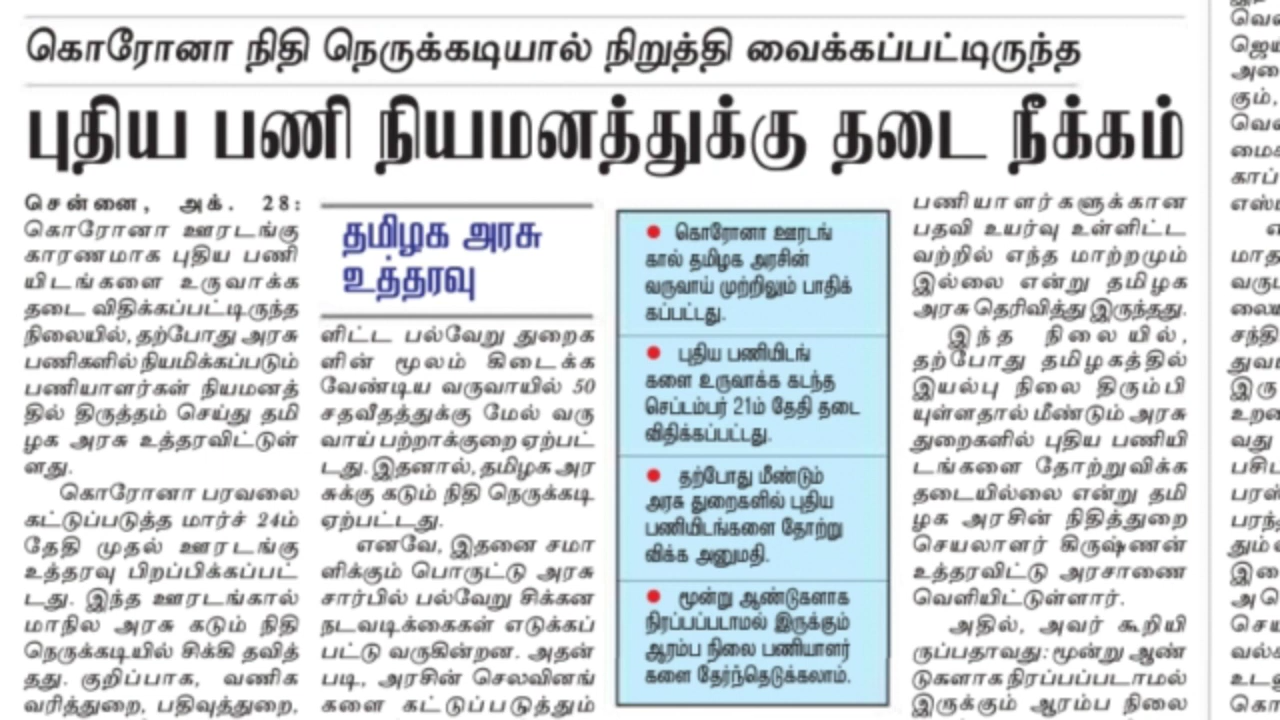 கொரோனா நிதி நெருக்கடியால் நிறுத்தி வைக்கப்பட்டிருந்த
புதிய பணி நியமனத்துக்கு தடை நீக்கம்
சென்னை, அக். 28:
கொரோனா ஊரடங்கு
காரணமாக புதிய பணி
யிடங்களை உருவாக்க
தடை விதிக்கப்பட்டிருந்த
நிலையில், தற்போது அரசு
பணிகளில் நியமிக்கப்படும்
பணியாளர்கள் நியமனத்
தில் திருத்தம் செய்து தமி
ழக அரசு உத்தரவிட்டுள்
ளது.
கொரோனா பரவலை
கட்டுப்படுத்த மார்ச் 24ம்
தேதி முதல் ஊரடங்கு
உத்தரவு பிறப்பிக்கப்பட்
டது. இந்த ஊரடங்கால்
மாநில அரசு கடும் நிதி
நெருக்கடியில் சிக்கி தவித்
தது. குறிப்பாக, வணிக
வரித்துறை, பதிவுத்துறை,
தமிழக அரசு
உத்தரவு
ளிட்ட பல்வேறு துறைக
ளின் மூலம் கிடைக்க
வேண்டிய வருவாயில் 50
சதவீதத்துக்கு மேல் வரு
வாய் பற்றாக்குறை ஏற்பட்
டது. இதனால், தமிழக அர
சுக்கு கடும் நிதி நெருக்கடி
ஏற்பட்டது.
எனவே, இதனை சமா
ளிக்கும் பொருட்டு அரசு
சார்பில் பல்வேறு சிக்கன
நடவடிக்கைகள் எடுக்கப்
பட்டு வருகின்றன. அதன்
படி, அரசின் செலவினங்
களை கட்டுப்படுத்தும்
● கொரோனா ஊரடங்
கால் தமிழக அரசின்
வருவாய் முற்றிலும் பாதிக்
கப்பட்டது.
● புதிய பணியிடங்
களை உருவாக்க கடந்த
செப்டம்பர் 21ம் தேதி தடை
விதிக்கப்பட்டது.
● தற்போது மீண்டும்
அரசு துறைகளில் புதிய
பணியிடங்களை தோற்று
விக்க அனுமதி.
● மூன்று ஆண்டுகளாக
நிரப்பப்படாமல் இருக்கும்
ஆரம்ப நிலை பணியாளர்
களை தேர்ந்தெடுக்கலாம்.
பணியாளர்களுக்கான
பதவி உயர்வு உள்ளிட்ட
வற்றில் எந்த மாற்றமும்
இல்லை என்று தமிழக
அரசு தெரிவித்து இருந்தது.
இந்த நிலையில்,
தற்போது தமிழகத்தில்
இயல்பு நிலை திரும்பி
யுள்ளதால் மீண்டும் அரசு
துறைகளில் புதிய பணியி
டங்களை தோற்றுவிக்க
தடையில்லை என்று தமி
ழக அரசின் நிதித்துறை
செயலாளர் கிருஷ்ணன்
உத்தரவிட்டு அரசாணை
வெளியிட்டுள்ளார்.
அதில், அவர் கூறியி
ருப்பதாவது: மூன்று ஆண்
டுகளாக நிரப்பப்படாமல்
இருக்கும் ஆரம்ப நிலை